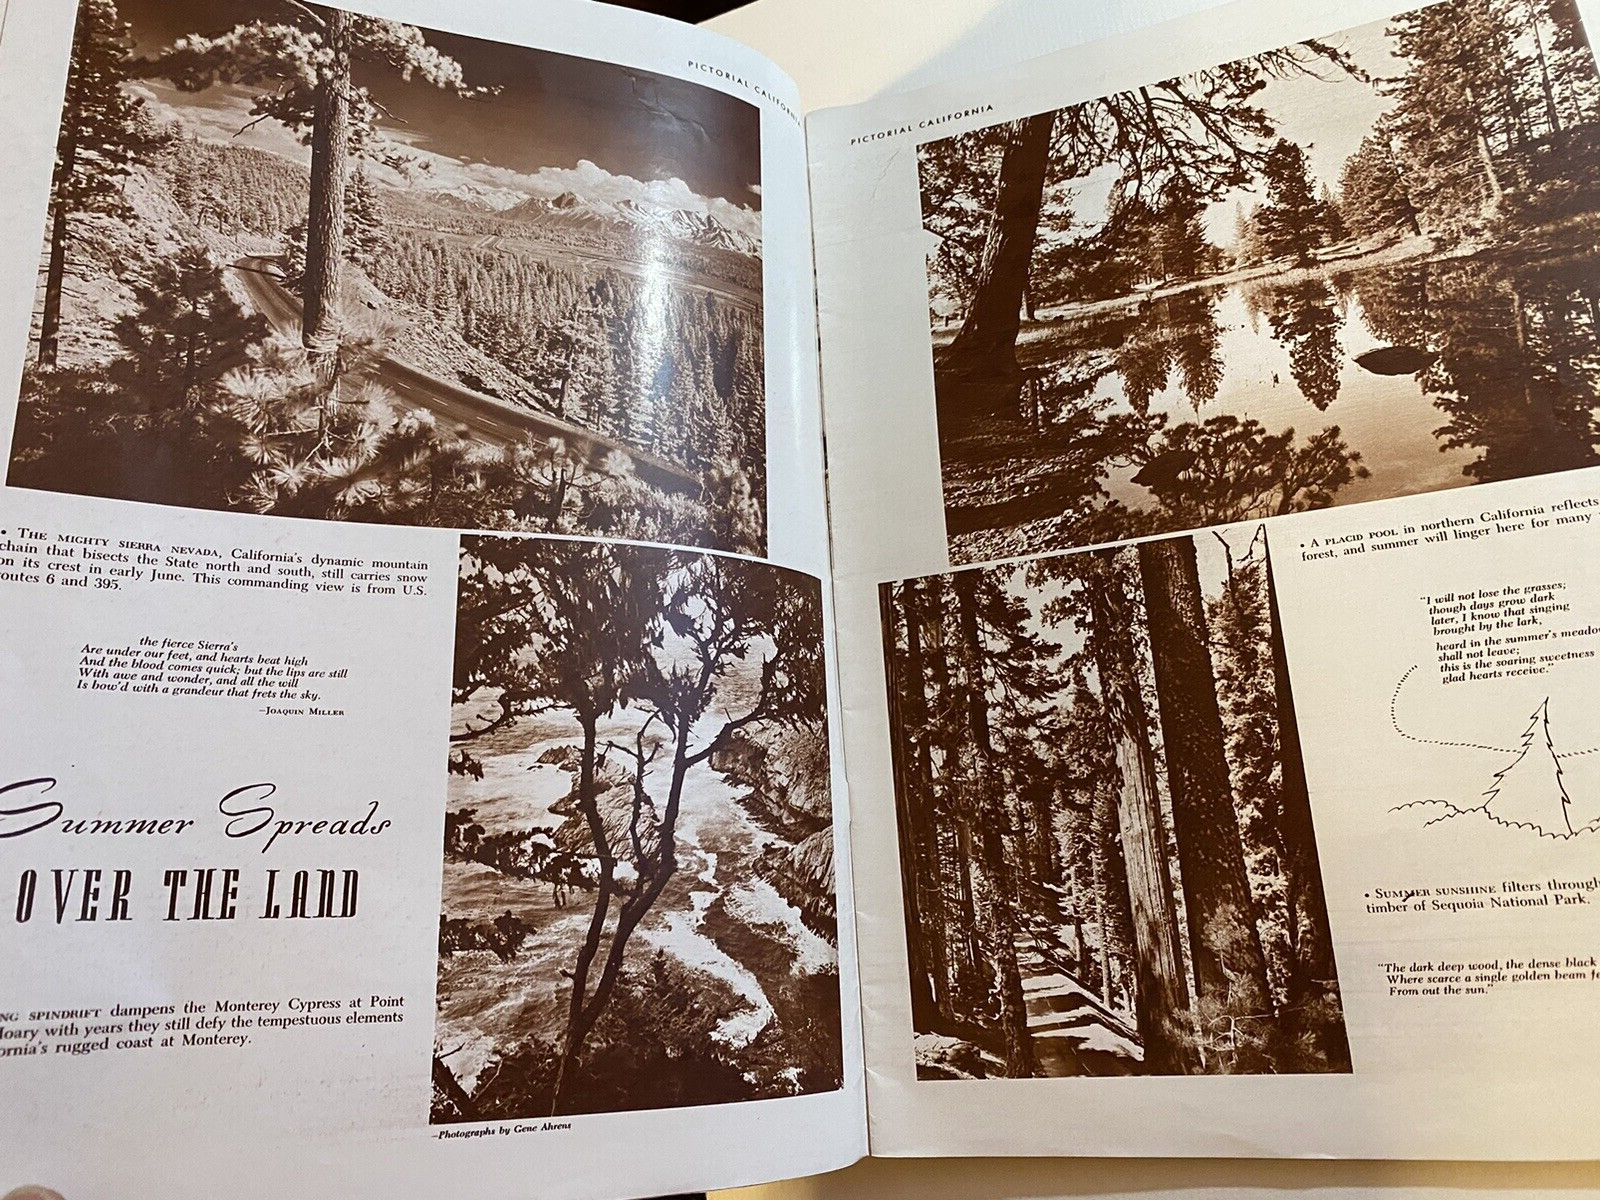 PICTORIAL CALIFORNIA
• THE MIGHTY SIERRA NEVADA, California's dynamic mountain
chain that bisects the State north and south, still carries snow
on its crest in early June. This commanding view is from U.S.
routes 6 and 395.
the fierce Sierra's
Are under our feet, and hearts beat high
And the blood comes quick; but the lips are still
With awe and wonder, and all the will
Is bow'd with a grandeur that frets the sky.
—JOAQUIN MILLER
Summer Spreads
OVER THE LAND
SPINDRIFT dampens the Monterey Cypress at Point
Hoary with years they still defy the tempestuous elements
rugged coast at Monterey.
—Photographs by Gene Ahrens
PICTORIAL CALIFORNIA
• A PLACID POOL in northern California reflects
forest, and summer will linger here for many
"I will not lose the grasses;
though days grow dark
later, I know that singing
brought by the lark,
heard in the summer's
shall not leave;
this is the soaring sweetness
glad hearts receive."
• SUMMER SUNSHINE filters through
timber of Sequoia National Park.
"The dark deep wood, the dense black
Where scarce a single golden beam
From out the sun."